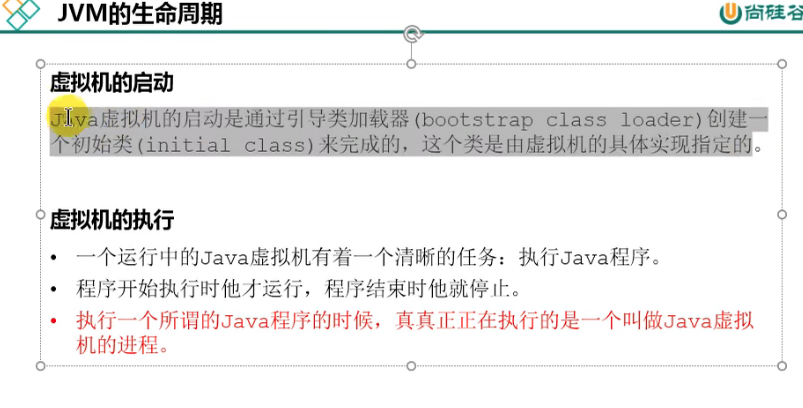 JVM的生命周期
尚硅谷
虚拟机的启动
Java虚拟机的启动是通过引导类加载器(bootstrap class loader)创建一
个初始类(initial class)来完成的，这个类是由虚拟机的具体实现指定的。
虚拟机的执行
• 一个运行中的Java虚拟机有着一个清晰的任务：执行Java程序。
• 程序开始执行时他才运行，程序结束时他就停止。
• 执行一个所谓的Java程序的时候，真真正正在执行的是一个叫做Java虚拟
机的进程。